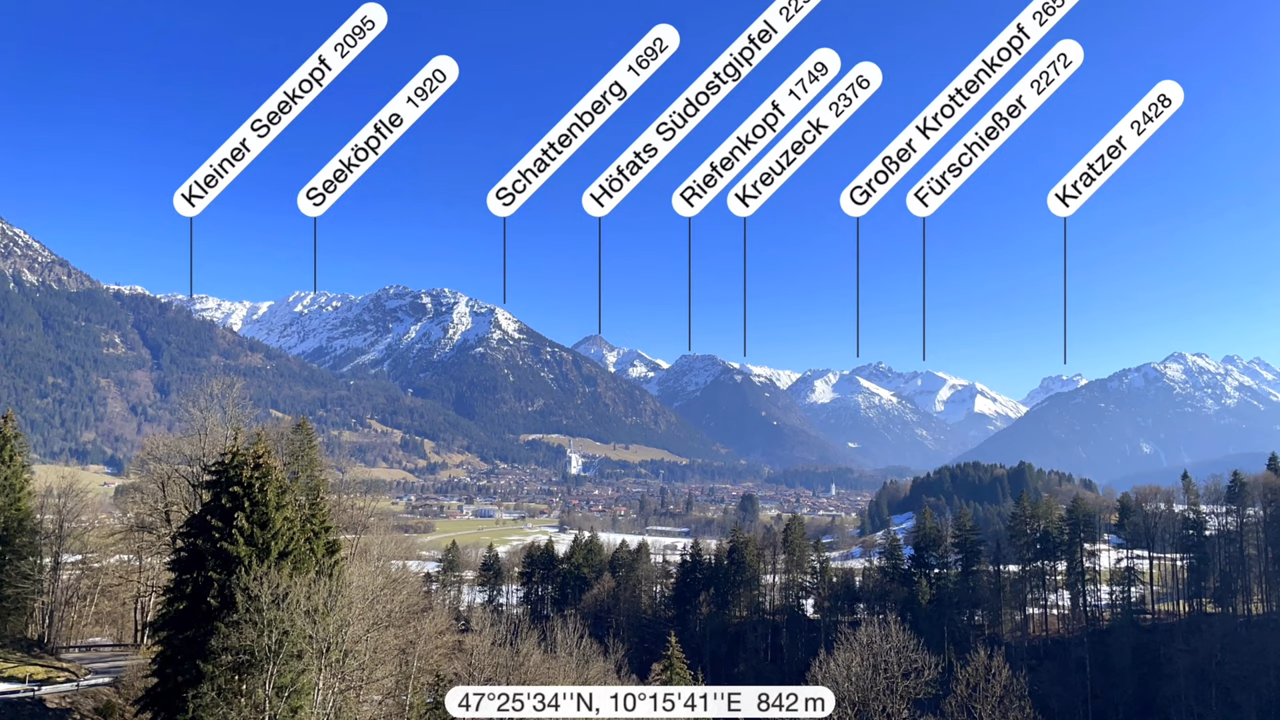 Kleiner Seekopf 2095
Seeköpfle 1920
Schattenberg 1692
Höfats Südostgipfel
Riefenkopf 1749
Kreuzeck 2376
Großer Krottenkopf
Fürschießer 2272
Kratzer 2428
47°25'34''N, 10°15'41''E 842 m